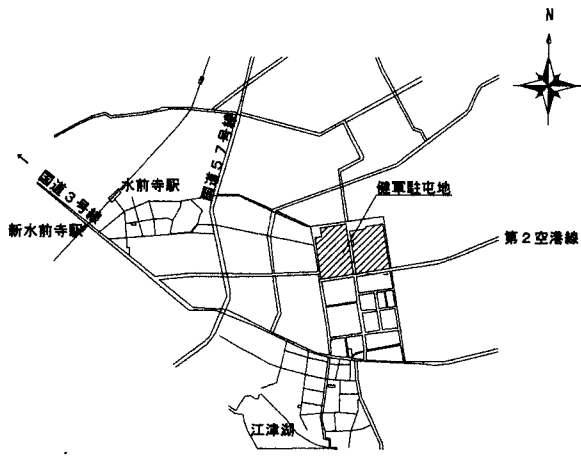 N
国道57号線
水前寺駅
国道3号線
健軍駐屯地
新水前寺駅
第2空港線
江津湖